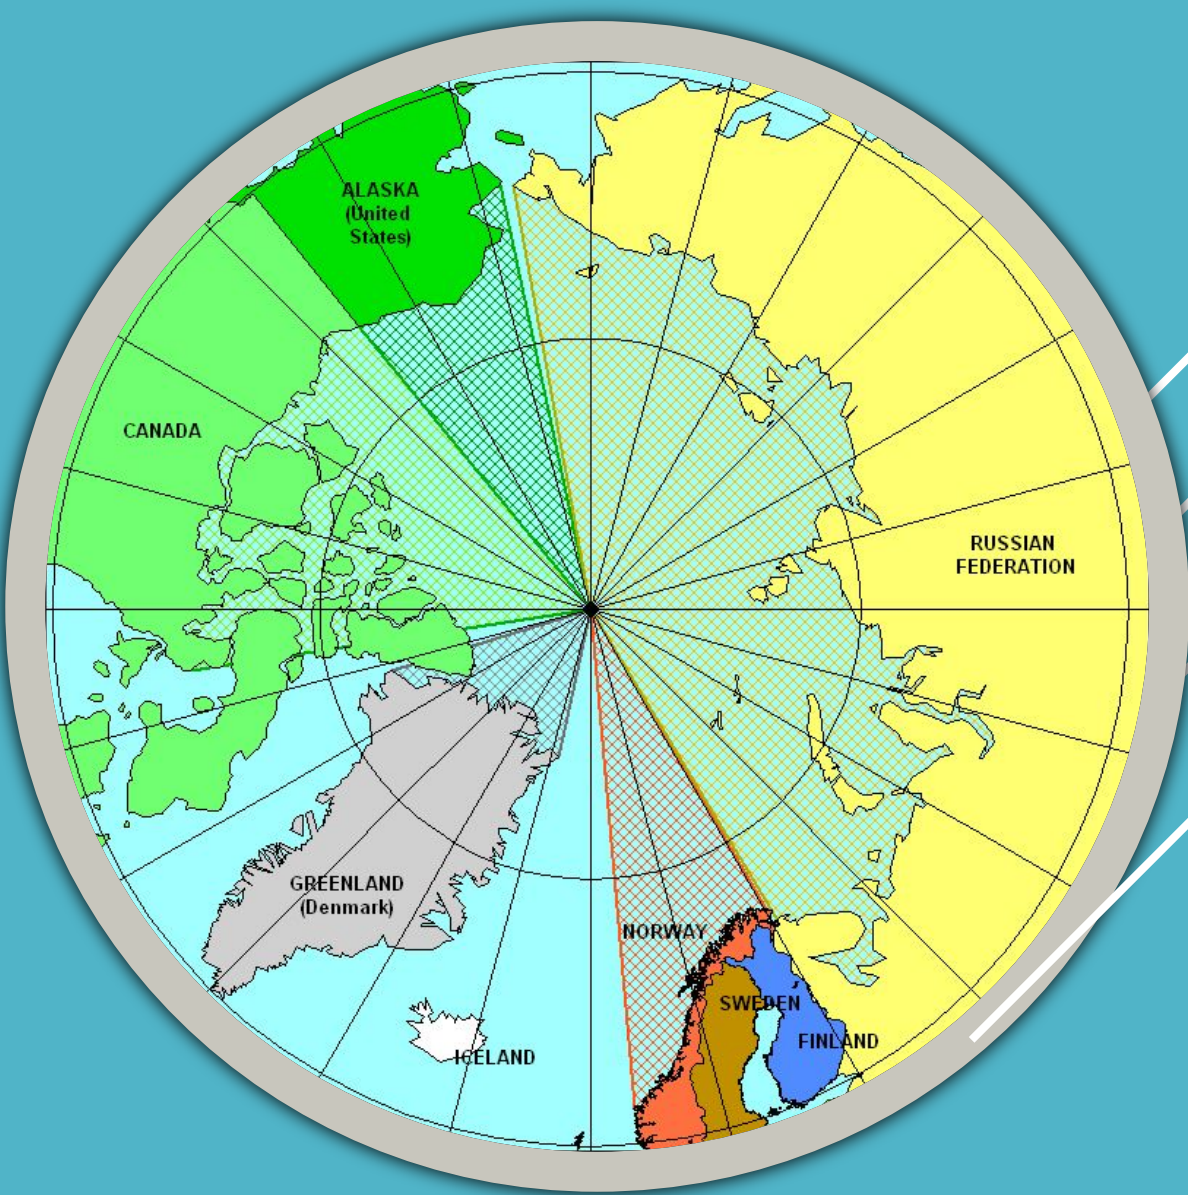 ALASKA
(United
States)
CANADA
RUSSIAN
FEDERATION
GREENLAND
(Denmark)
NORWAY
SWEDEN
FINLAND
ICELAND